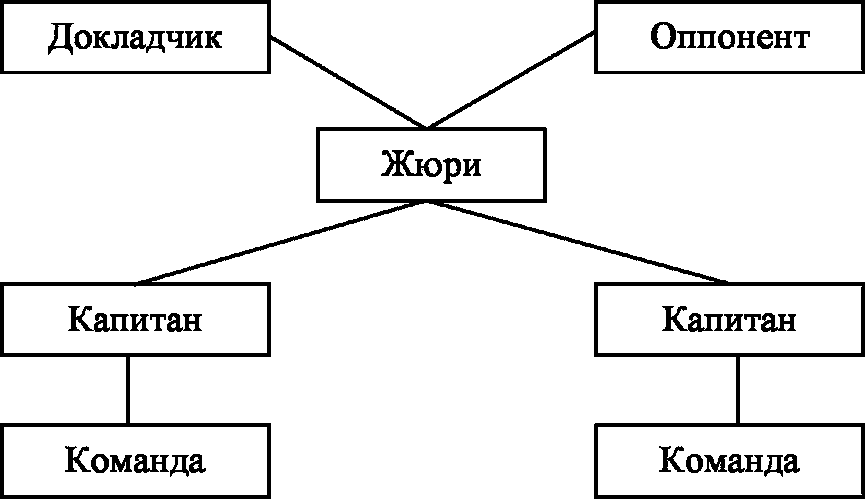 Докладчик
Оппонент
Жюри
Капитан
Капитан
Команда
Команда